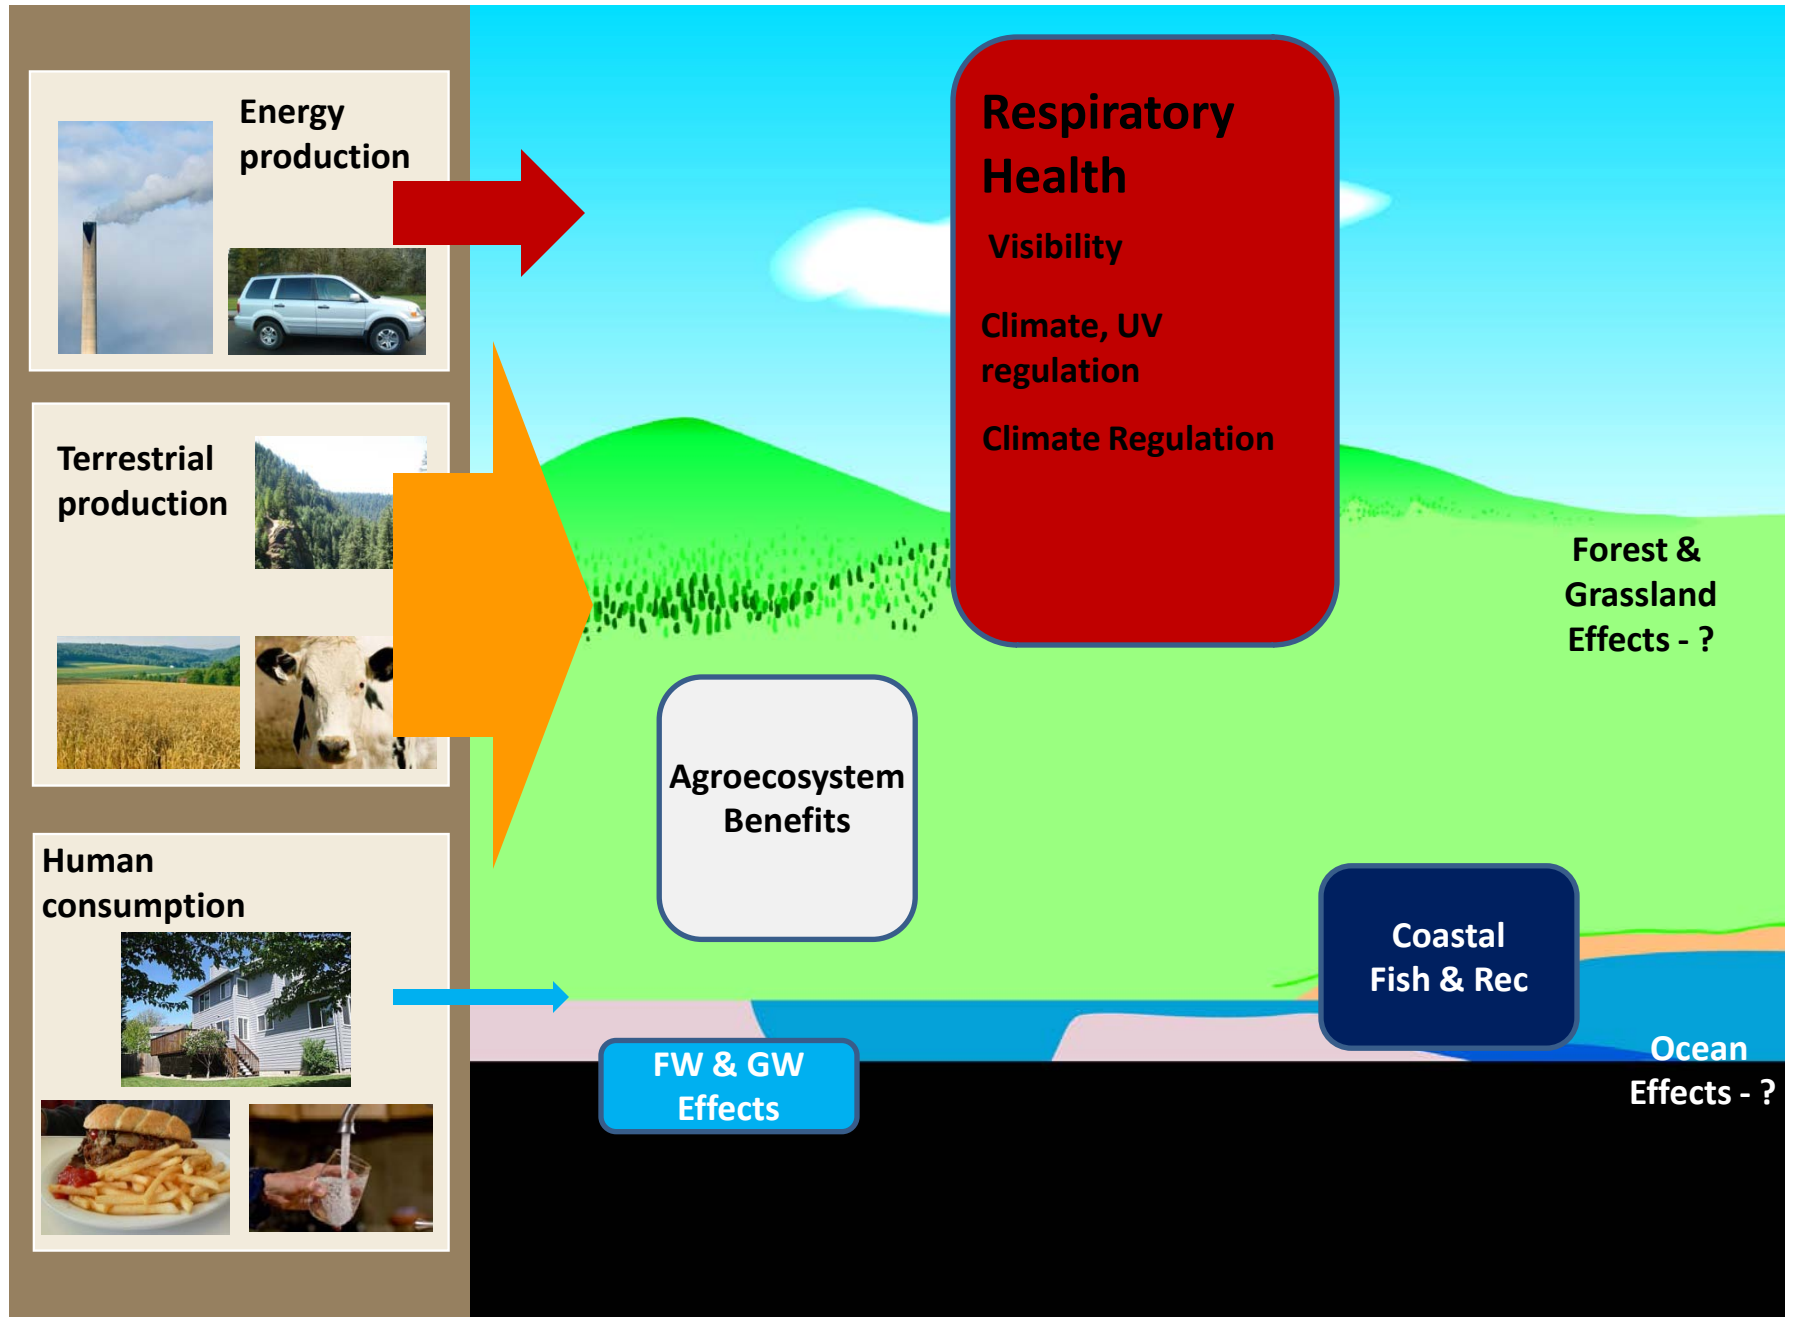 Energy
production
Terrestrial
production
Human
consumption
Respiratory
Health
Visibility
Climate, UV
regulation
Climate Regulation
Forest &
Grassland
Effects - ?
Agroecosystem
Benefits
Coastal
Fish & Rec
FW & GW
Effects
Ocean
Effects - ?